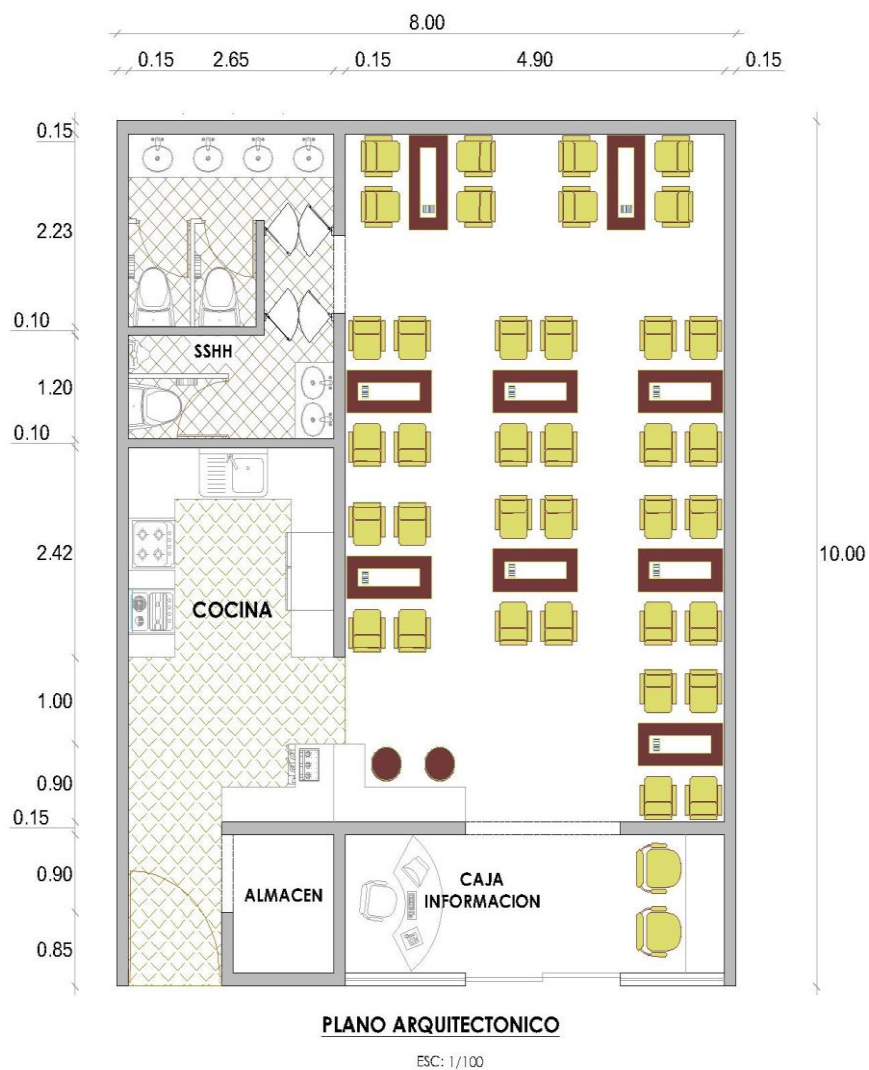 8.00
0.15 2.65 0.15 4.90 0.15
0.15
2.23
0.10
SSHH
1.20
0.10
2.42
10.00
COCINA
1.00
0.90
0.15
0.90
ALMACEN
CAJA
INFORMACION
0.85
PLANO ARQUITECTONICO
ESC: 1/100